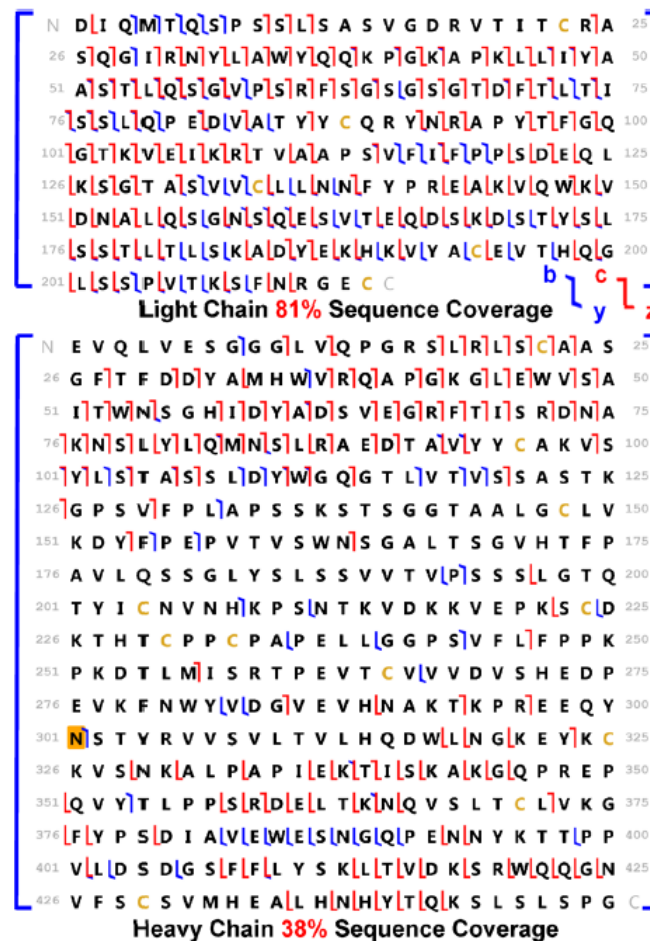 N D I Q M T Q S P S S L S A S V G D R V T I T C R A 25
26 S Q G I R N Y L A W Y Q Q K P G K A P K L L I Y A 50
51 A S T L Q S G V P S R F S G S G S G T D F T L T I 75
76 S S L Q P E D V A T Y Y C Q R Y N R A P Y T F G Q 100
101 G T K V E I K R T V A A P S V F I F P P S D E Q L 125
126 K S G T A S V V C L L N N F Y P R E A K V Q W K V 150
151 D N A L Q S G N S Q E S V T E Q D S K D S T Y S L 175
176 S S T L T L S K A D Y E K H K V Y A C E V T H Q G 200
201 L S S P V T K S F N R G E C C
b c
y z
Light Chain 81% Sequence Coverage
N E V Q L V E S G G G L V Q P G R S L R L S C A A S 25
26 G F T F D D Y A M H W V R Q A P G K G L E W V S A 50
51 I T W N S G H I D Y A D S V E G R F T I S R D N A 75
76 K N S L Y L Q M N S L R A E D T A V Y Y C A K V S 100
101 Y L S T A S S L D Y W G Q G T L V T V S S A S T K 125
126 G P S V F P L A P S S K S T S G G T A A L G C L V 150
151 K D Y F P E P V T V S W N S G A L T S G V H T F P 175
176 A V L Q S S G L Y S L S S V V T V P S S S L G T Q 200
201 T Y I C N V N H K P S N T K V D K K V E P K S C D 225
226 K T H T C P P C P A P E L L G G P S V F L F P P K 250
251 P K D T L M I S R T P E V T C V V V D V S H E D P 275
276 E V K F N W Y V D G V E V H N A K T K P R E E Q Y 300
301 N S T Y R V V S V L T V L H Q D W L N G K E Y K C 325
326 K V S N K A L P A P I E K T I S K A K G Q P R E P 350
351 Q V Y T L P P S R D E L T K N Q V S L T C L V K G 375
376 F Y P S D I A V E W E S N G Q P E N N Y K T T P P 400
401 V L D S D G S F F L Y S K L T V D K S R W Q Q G N 425
426 V F S C S V M H E A L H N H Y T Q K S L S L S P G C
Heavy Chain 38% Sequence Coverage